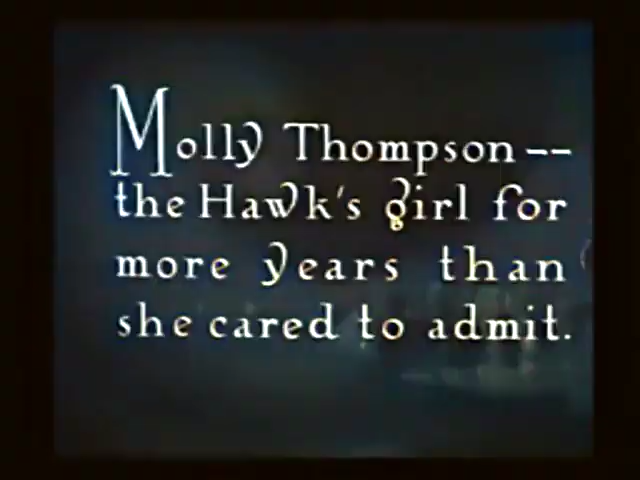 Molly Thompson --
the Hawk's girl for
more years than
she cared to admit.